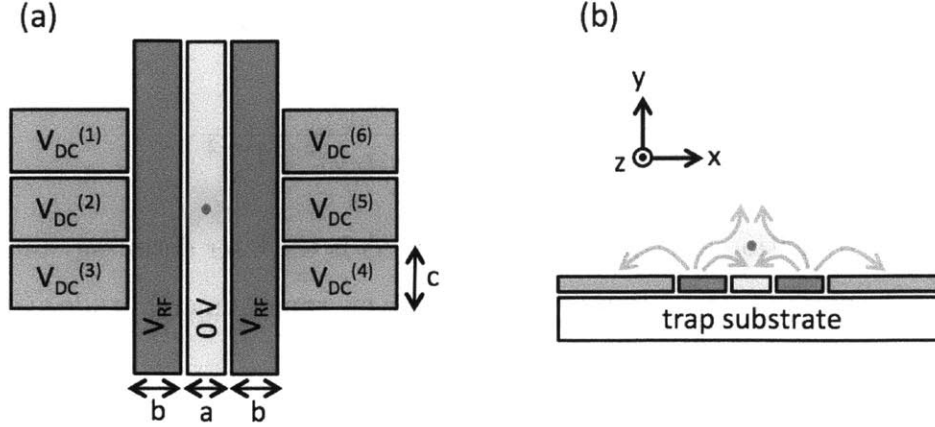 (a)
(b)
V_DC^(1)
V_DC^(6)
V_DC^(2)
V_DC^(5)
V_DC^(3)
V_DC^(4)
c
V_RF
0 V
V_RF
b
a
b
y
z
x
trap substrate